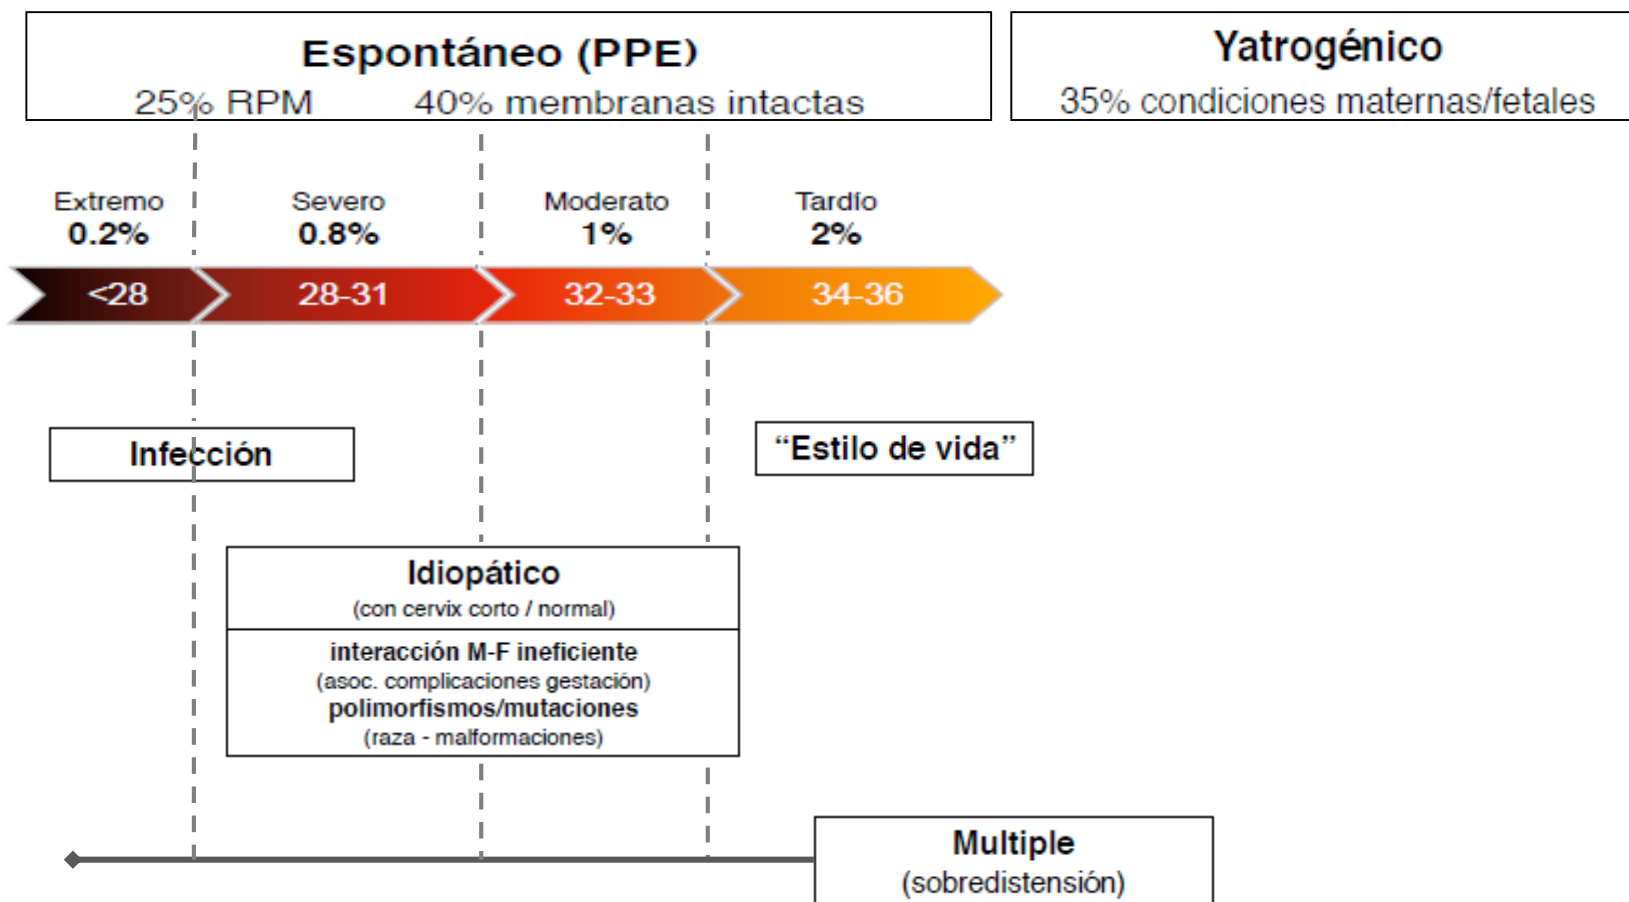 Espontáneo (PPE)
25% RPM 40% membranas intactas
Yatrogénico
35% condiciones maternas/fetales
Extremo
0.2%
Severo
0.8%
Moderato
1%
Tardío
2%
<28
28-31
32-33
34-36
Infección
“Estilo de vida”
Idiopático
(con cervix corto / normal)
interacción M-F ineficiente
(asoc. complicaciones gestación)
polimorfismos/mutaciones
(raza - malformaciones)
Multiple
(sobredistensión)